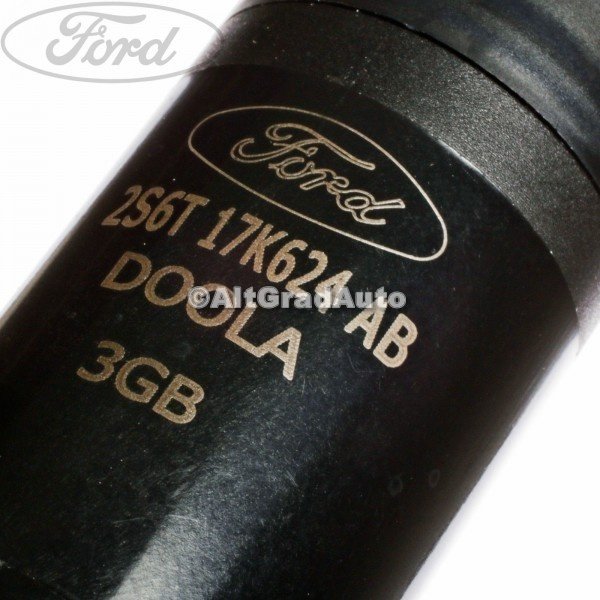 Ford
Ford
2S6T 17K624 AB
DOOLA
©AltGradAuto
3GB